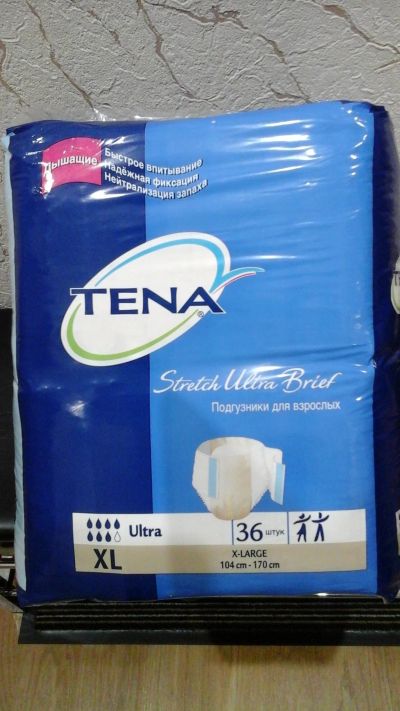 Дышащие
Быстрое впитывание
Надёжная фиксация
Нейтрализация запаха
TENA®
Stretch Ultra Brief
Подгузники для взрослых
Ultra
36 штук
XL
X-LARGE
104 cm - 170 cm